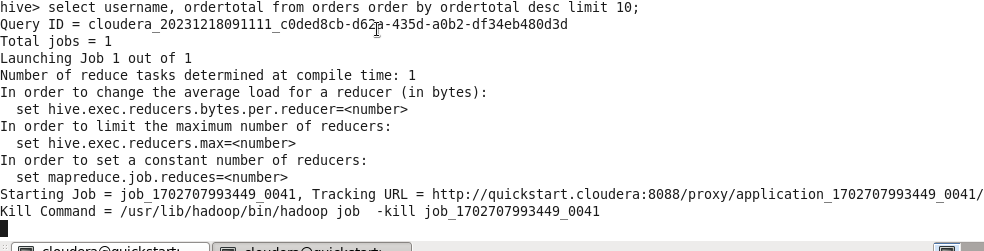 hive> select username, ordertotal from orders order by ordertotal desc limit 10;
Query ID = cloudera_20231218091111_c0ded8cb-d62a-435d-a0b2-df34eb480d3d
Total jobs = 1
Launching Job 1 out of 1
Number of reduce tasks determined at compile time: 1
In order to change the average load for a reducer (in bytes):
  set hive.exec.reducers.bytes.per.reducer=<number>
In order to limit the maximum number of reducers:
  set hive.exec.reducers.max=<number>
In order to set a constant number of reducers:
  set mapreduce.job.reduces=<number>
Starting Job = job_1702707993449_0041, Tracking URL = http://quickstart.cloudera:8088/proxy/application_1702707993449_0041/
Kill Command = /usr/lib/hadoop/bin/hadoop job  -kill job_1702707993449_0041
cloudera@quickstart: cloudera@quickstart: